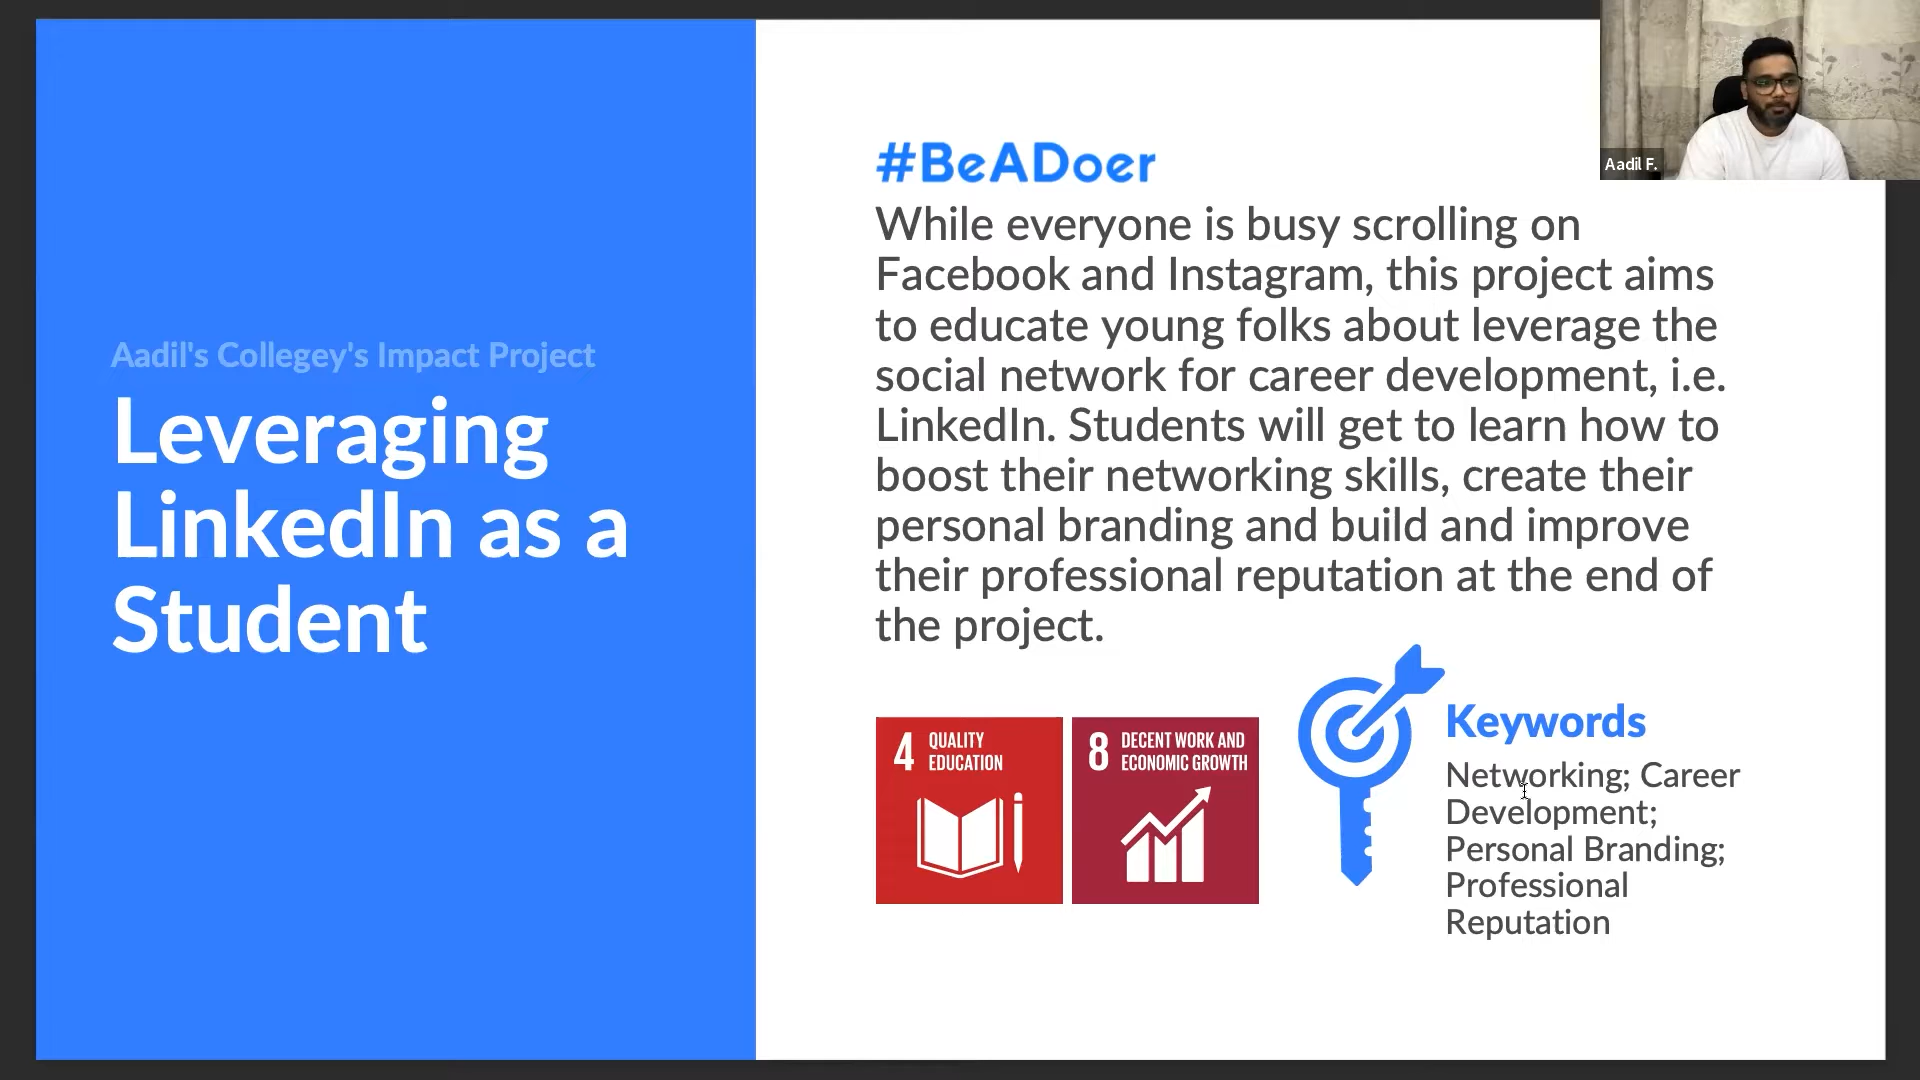 Aadil F.
Aadil's Collegey's Impact Project
Leveraging
LinkedIn as a
Student
#BeADoer
While everyone is busy scrolling on
Facebook and Instagram, this project aims
to educate young folks about leverage the
social network for career development, i.e.
LinkedIn. Students will get to learn how to
boost their networking skills, create their
personal branding and build and improve
their professional reputation at the end of
the project.
4 QUALITY
EDUCATION
8 DECENT WORK AND
ECONOMIC GROWTH
Keywords
Networking; Career
Development;
Personal Branding;
Professional
Reputation